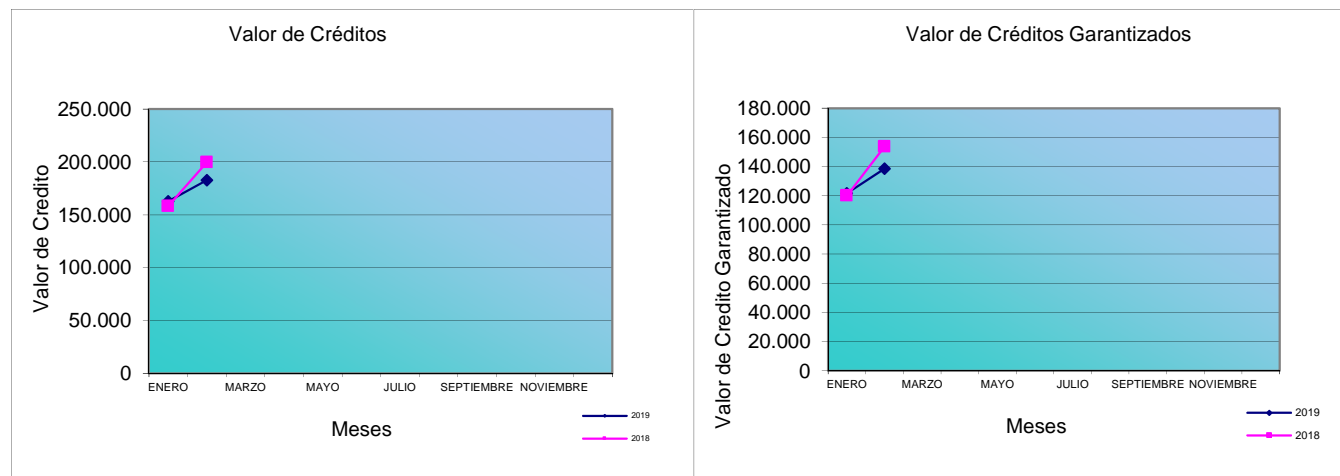 Valor de Créditos
Valor de Credito
250.000
200.000
150.000
100.000
50.000
0
ENERO MARZO MAYO JULIO SEPTIEMBRE NOVIEMBRE
Meses
2019
2018
Valor de Créditos Garantizados
Valor de Credito Garantizado
180.000
160.000
140.000
120.000
100.000
80.000
60.000
40.000
20.000
0
ENERO MARZO MAYO JULIO SEPTIEMBRE NOVIEMBRE
Meses
2019
2018